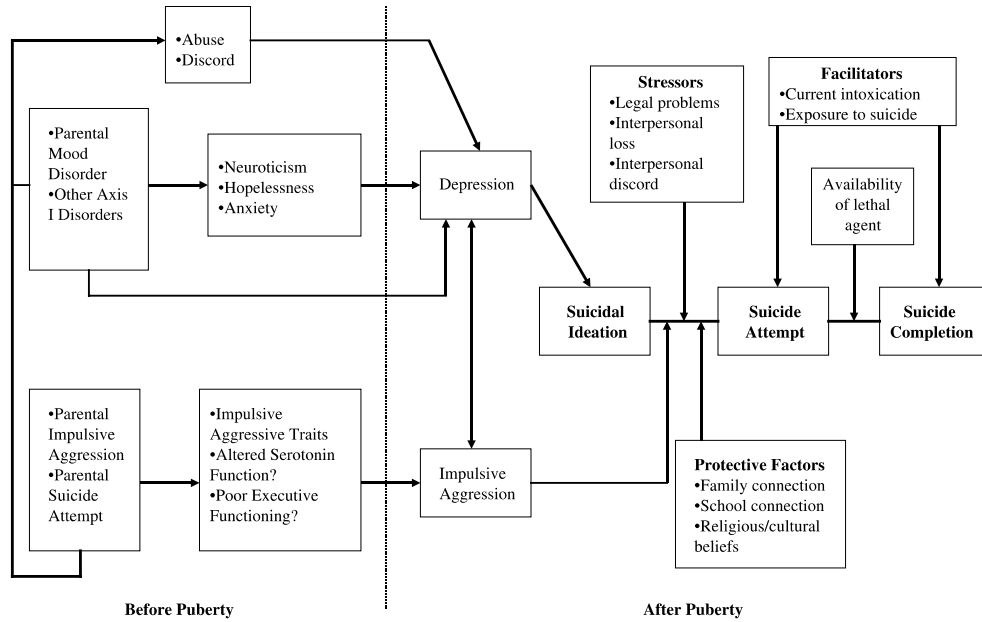 •Abuse
•Discord
•Parental
Mood
Disorder
•Other Axis
I Disorders
•Neuroticism
•Hopelessness
•Anxiety
Depression
Stressors
•Legal problems
•Interpersonal
loss
•Interpersonal
discord
Facilitators
•Current intoxication
•Exposure to suicide
Availability
of lethal
agent
Suicidal
Ideation
Suicide
Attempt
Suicide
Completion
•Parental
Impulsive
Aggression
•Parental
Suicide
Attempt
•Impulsive
Aggressive Traits
•Altered Serotonin
Function?
•Poor Executive
Functioning?
Impulsive
Aggression
Protective Factors
•Family connection
•School connection
•Religious/cultural
beliefs
Before Puberty
After Puberty